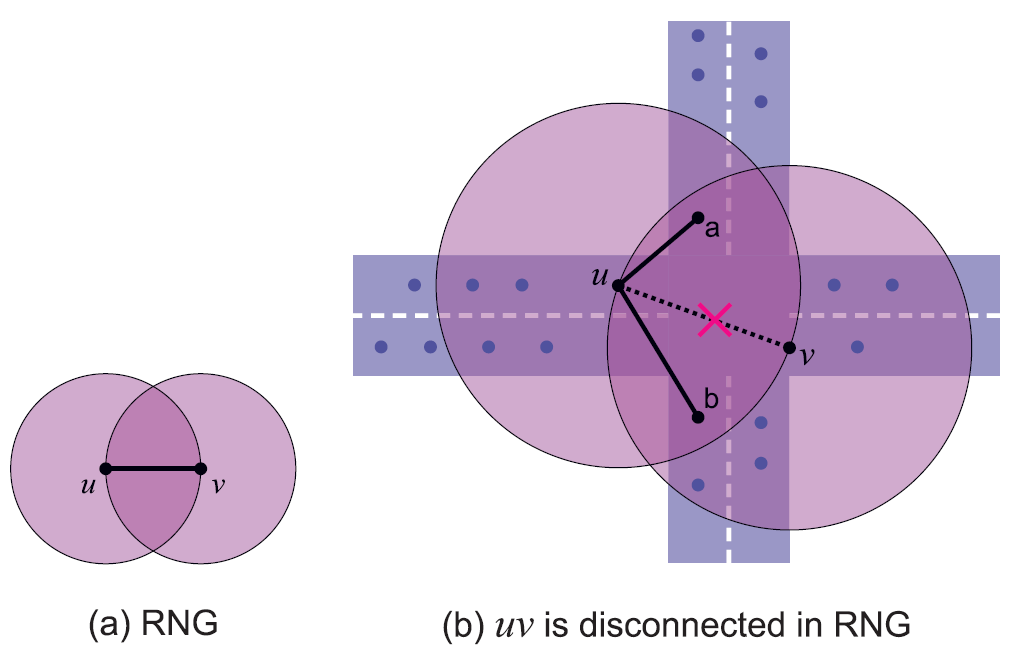 a
u
v
b
u
v
(a) RNG
(b) uv is disconnected in RNG